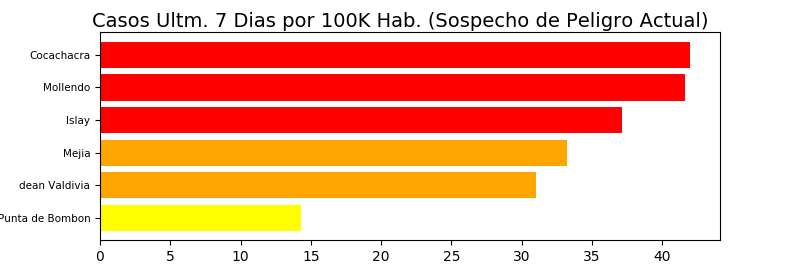 Casos Ultm. 7 Dias por 100K Hab. (Sospecho de Peligro Actual)
Cocachacra
Mollendo
Islay
Mejia
dean Valdivia
Punta de Bombon
0 5 10 15 20 25 30 35 40